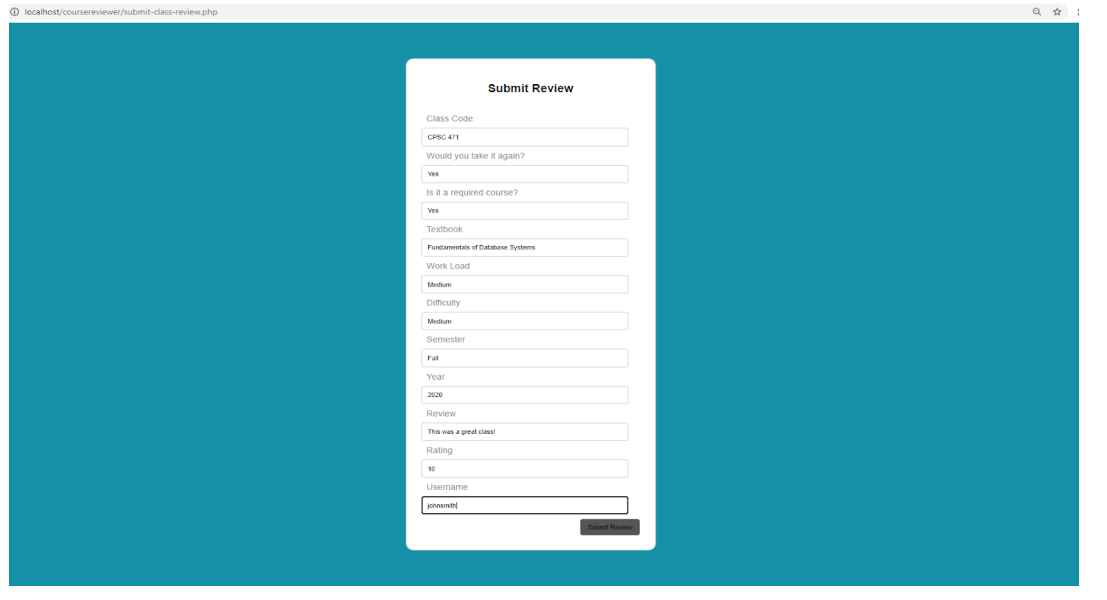 localhost/coursereviewer/submit-class-review.php
Submit Review
Class Code
CPSC 471
Would you take it again?
Yes
Is it a required course?
Yes
Textbook
Fundamentals of Database Systems
Work Load
Medium
Difficulty
Medium
Semester
Fall
Year
2020
Review
This was a great class!
Rating
10
Username
johnsmith
Submit Review